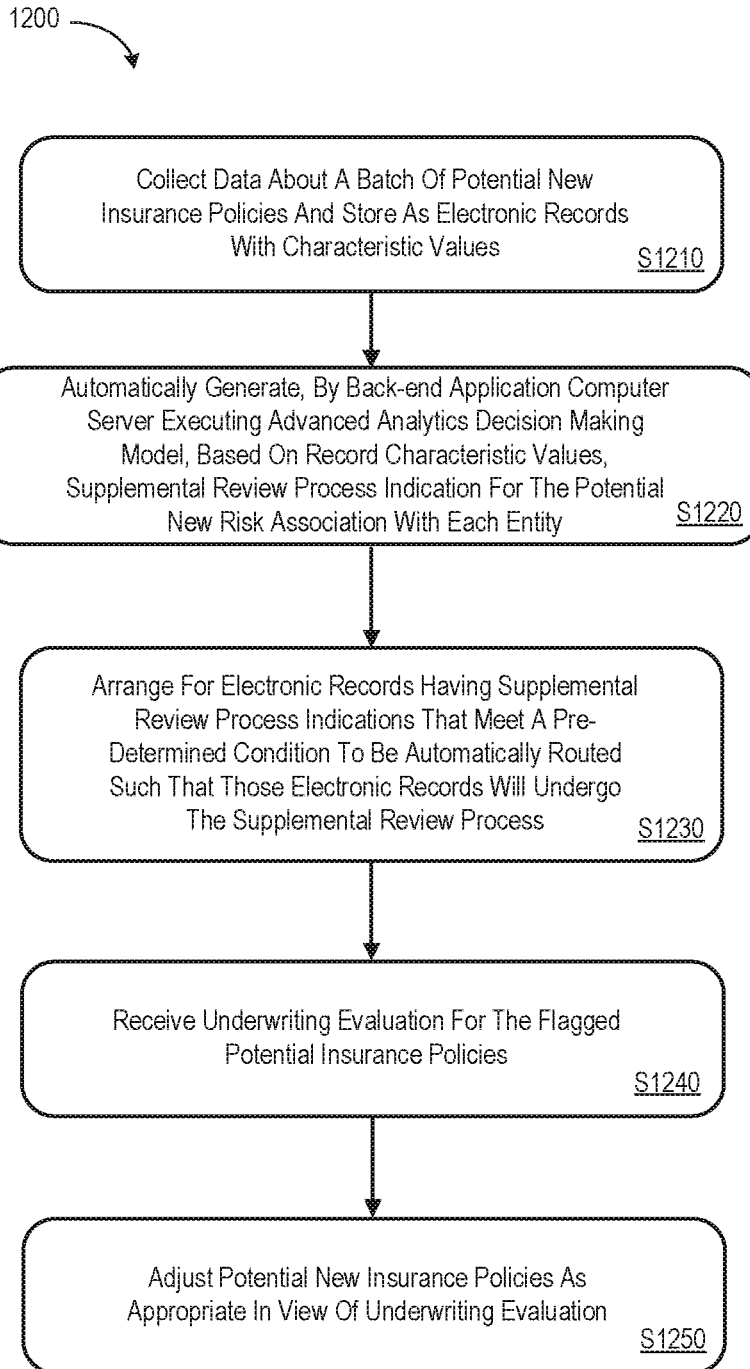 1200
Collect Data About A Batch Of Potential New
Insurance Policies And Store As Electronic Records
With Characteristic Values
S1210
Automatically Generate, By Back-end Application Computer
Server Executing Advanced Analytics Decision Making
Model, Based On Record Characteristic Values,
Supplemental Review Process Indication For The Potential
New Risk Association With Each Entity
S1220
Arrange For Electronic Records Having Supplemental
Review Process Indications That Meet A Pre-
Determined Condition To Be Automatically Routed
Such That Those Electronic Records Will Undergo
The Supplemental Review Process
S1230
Receive Underwriting Evaluation For The Flagged
Potential Insurance Policies
S1240
Adjust Potential New Insurance Policies As
Appropriate In View Of Underwriting Evaluation
S1250